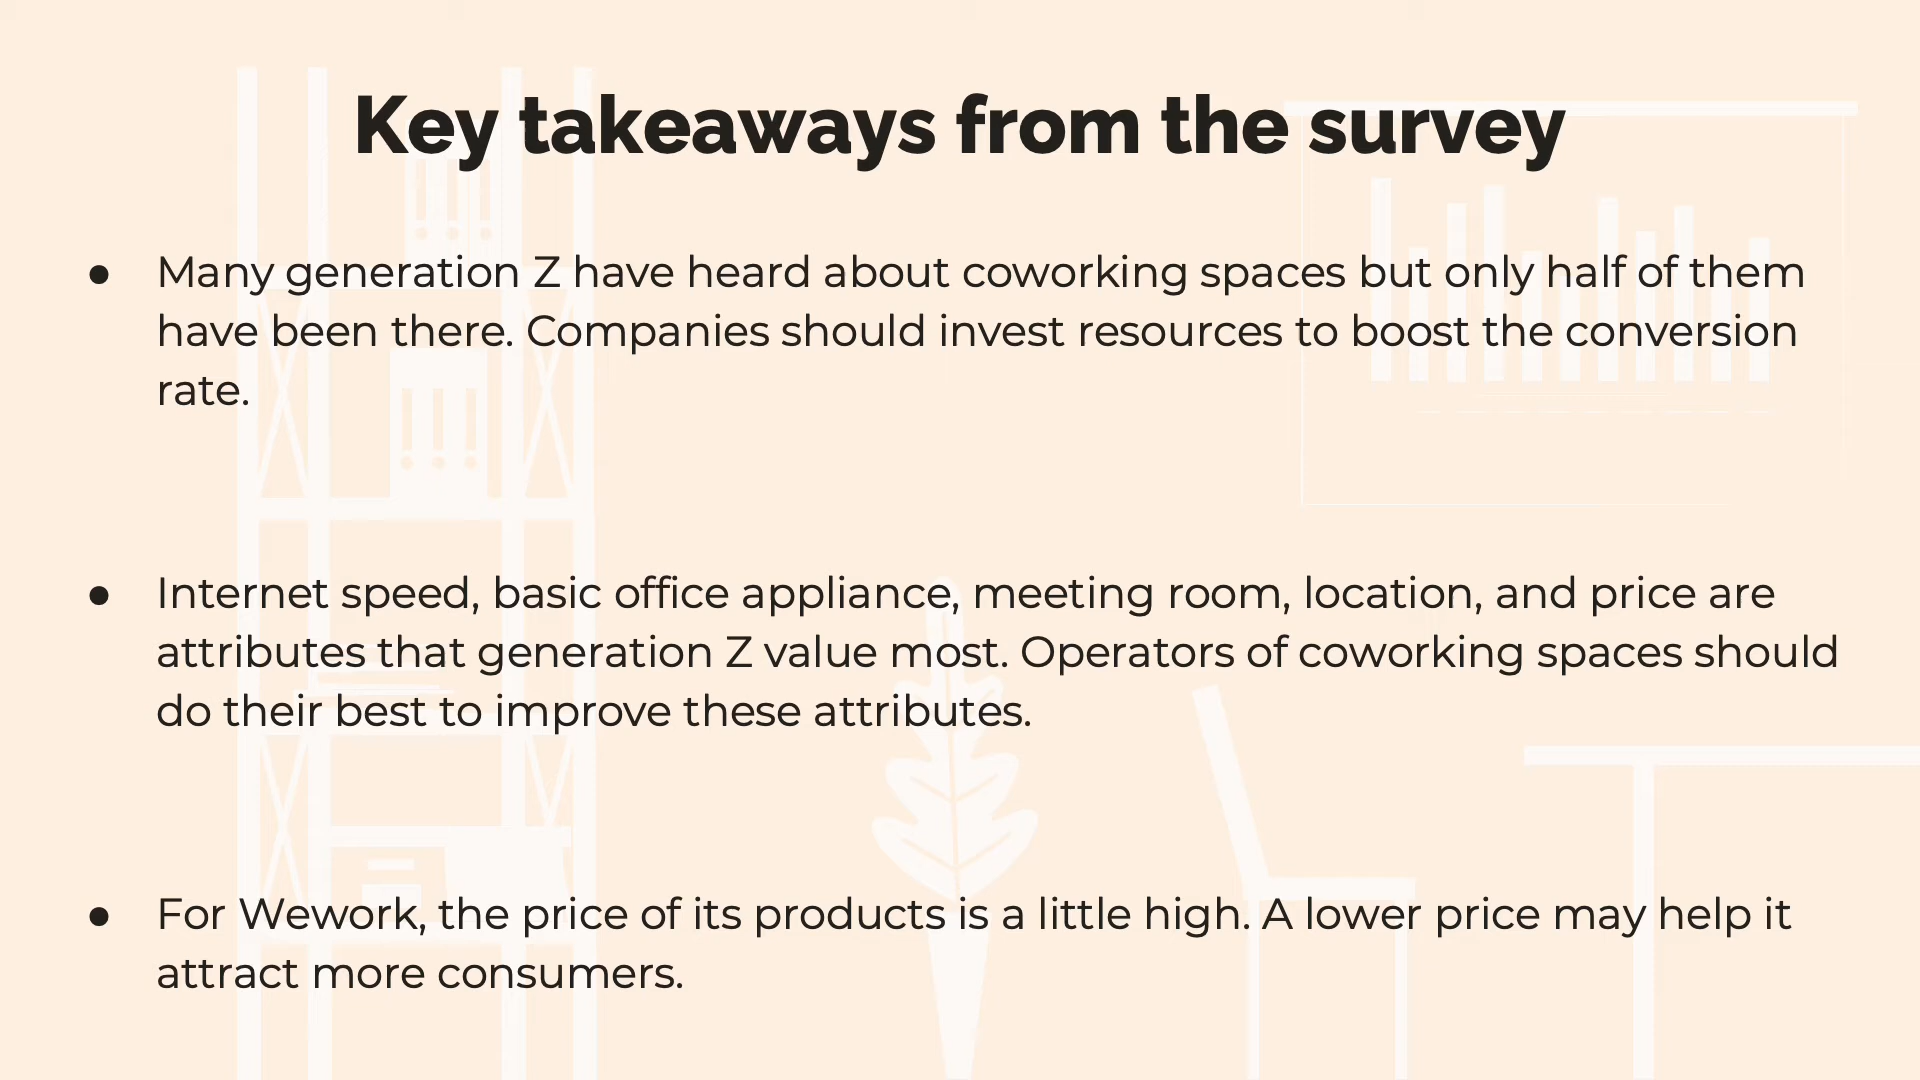 Key takeaways from the survey
● Many generation Z have heard about coworking spaces but only half of them
have been there. Companies should invest resources to boost the conversion
rate.
● Internet speed, basic office appliance, meeting room, location, and price are
attributes that generation Z value most. Operators of coworking spaces should
do their best to improve these attributes.
● For Wework, the price of its products is a little high. A lower price may help it
attract more consumers.